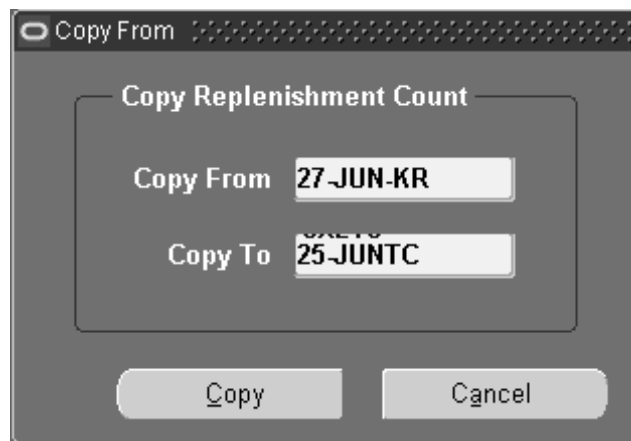 Copy From
Copy Replenishment Count
Copy From 27-JUN-KR
Copy To 25-JUNTC
Copy Cancel